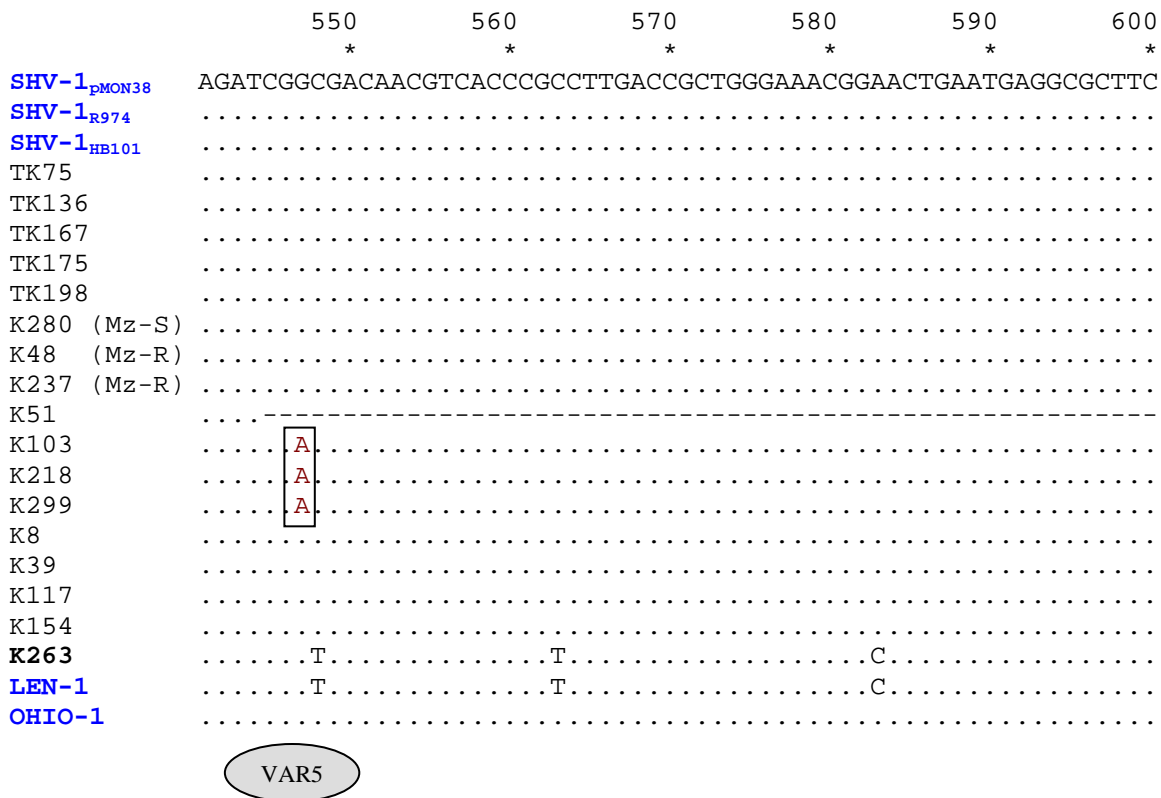 550 560 570 580 590 600
* * * * * *
SHV-1pMON38 AGATCGGCGACAACGTCACCCGCCTTGACCGCTGGGAAACGGAACTGAATGAGGCGCTTC
SHV-1R974 ............................................................
SHV-1HB101 ............................................................
TK75 ............................................................
TK136 ............................................................
TK167 ............................................................
TK175 ............................................................
TK198 ............................................................
K280 (Mz-S) ............................................................
K48 (Mz-R) ............................................................
K237 (Mz-R) ............................................................
K51 ....--------------------------------------------------------
K103 ......A.....................................................
K218 ......A.....................................................
K299 ......A.....................................................
K8 ............................................................
K39 ............................................................
K117 ............................................................
K154 ............................................................
K263 .......T..............T...................C.................
LEN-1 .......T..............T...................C.................
OHIO-1 ............................................................
VAR5